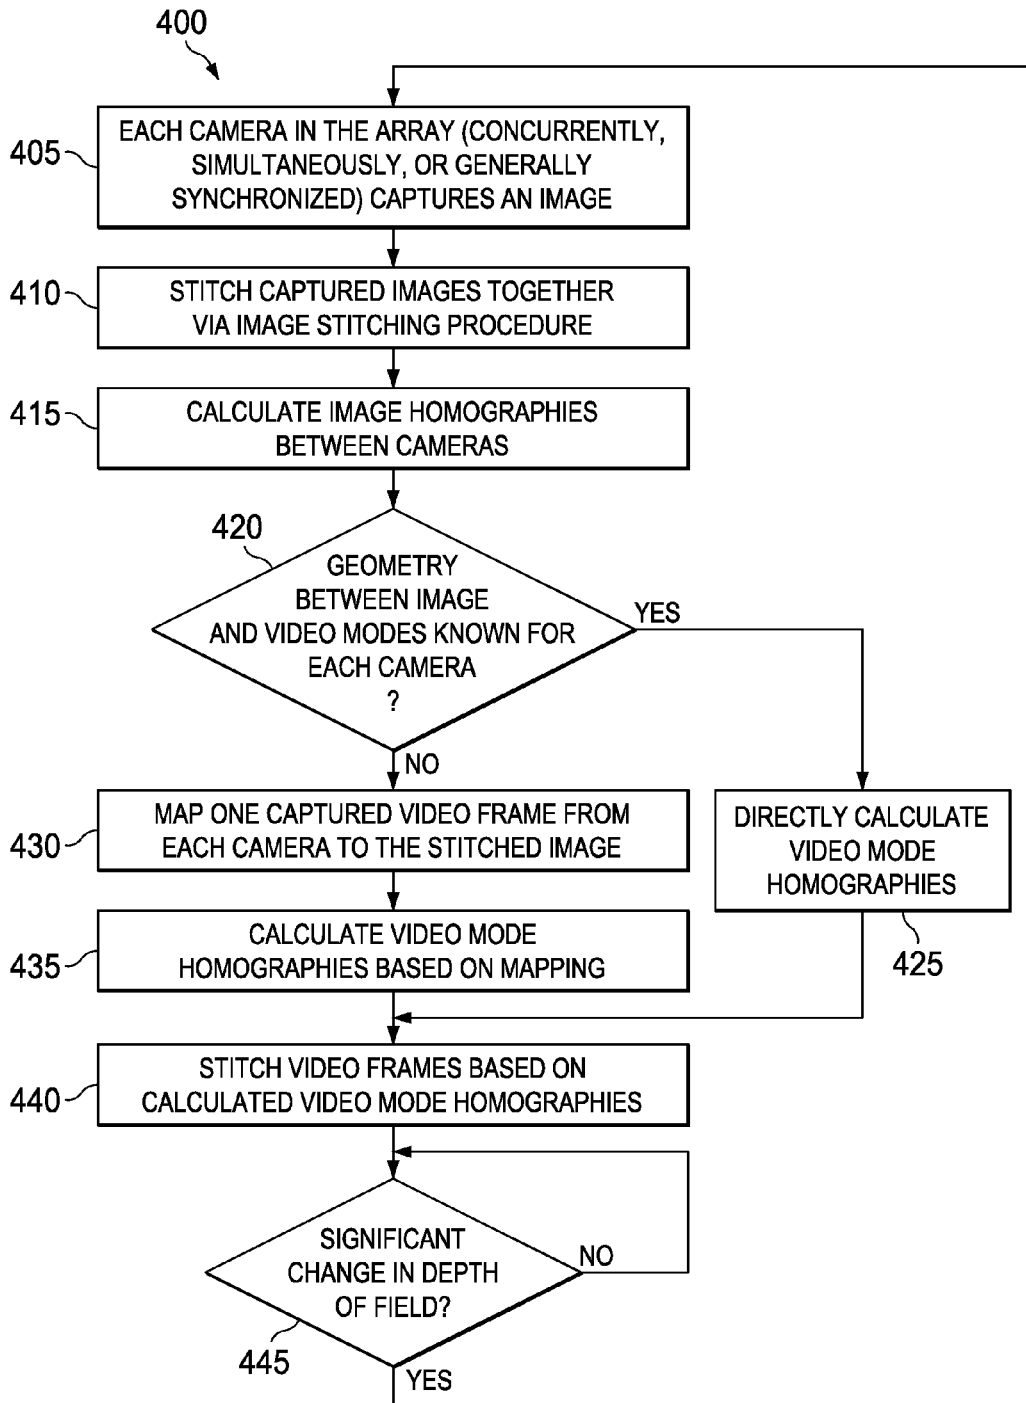 400
405
EACH CAMERA IN THE ARRAY (CONCURRENTLY,
SIMULTANEOUSLY, OR GENERALLY
SYNCHRONIZED) CAPTURES AN IMAGE
410
STITCH CAPTURED IMAGES TOGETHER
VIA IMAGE STITCHING PROCEDURE
415
CALCULATE IMAGE HOMOGRAPHIES
BETWEEN CAMERAS
420
GEOMETRY
BETWEEN IMAGE
AND VIDEO MODES KNOWN FOR
EACH CAMERA
?
YES
NO
430
MAP ONE CAPTURED VIDEO FRAME FROM
EACH CAMERA TO THE STITCHED IMAGE
DIRECTLY CALCULATE
VIDEO MODE
HOMOGRAPHIES
425
435
CALCULATE VIDEO MODE
HOMOGRAPHIES BASED ON MAPPING
440
STITCH VIDEO FRAMES BASED ON
CALCULATED VIDEO MODE HOMOGRAPHIES
SIGNIFICANT
CHANGE IN DEPTH
OF FIELD?
NO
445
YES